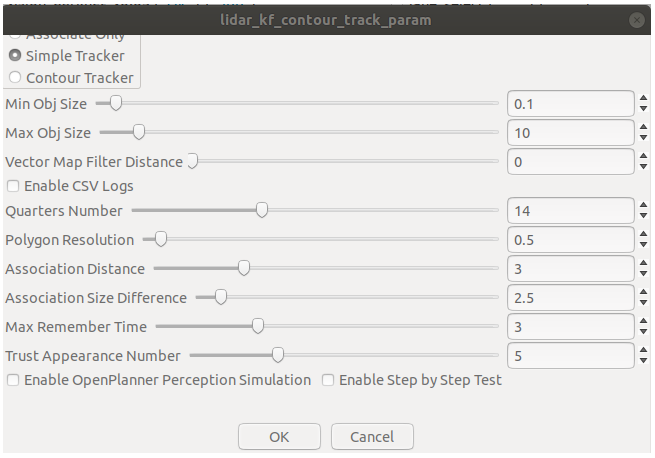 lidar_kf_contour_track_param
Associate Only
Simple Tracker
Contour Tracker
Min Obj Size 0.1
Max Obj Size 10
Vector Map Filter Distance 0
Enable CSV Logs
Quarters Number 14
Polygon Resolution 0.5
Association Distance 3
Association Size Difference 2.5
Max Remember Time 3
Trust Appearance Number 5
Enable OpenPlanner Perception Simulation Enable Step by Step Test
OK Cancel